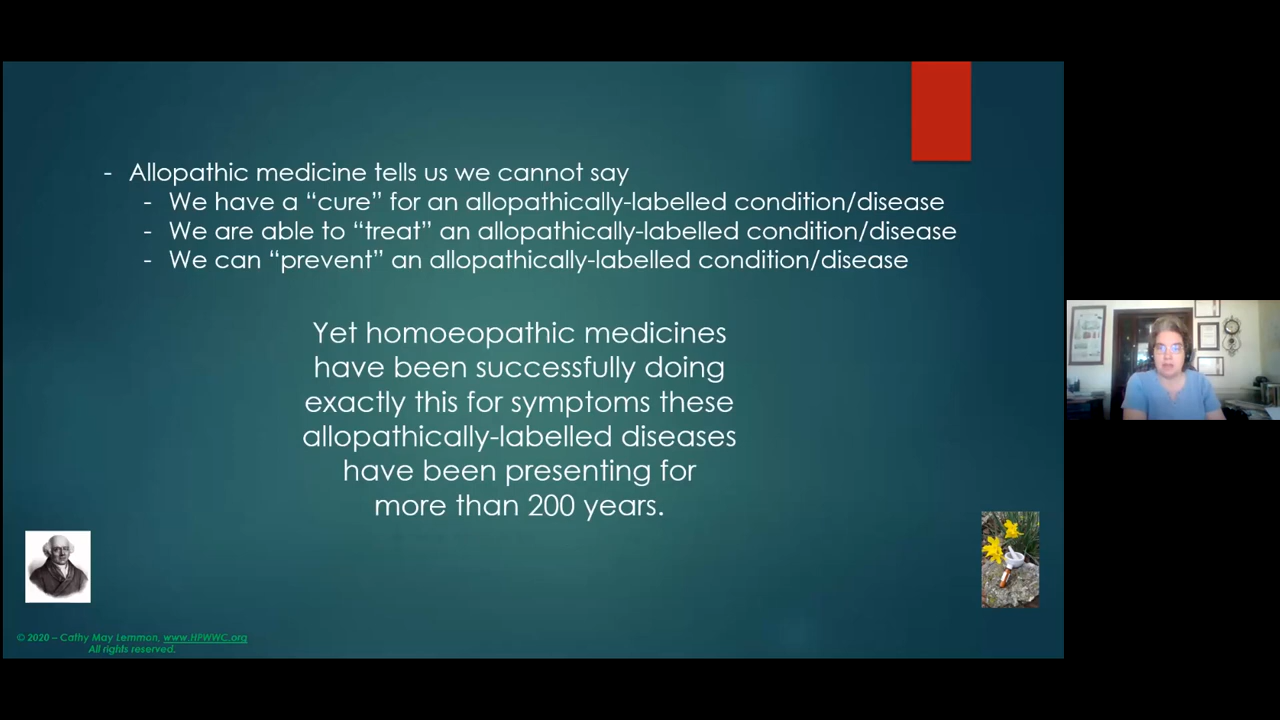 - Allopathic medicine tells us we cannot say
- We have a “cure” for an allopathically-labelled condition/disease
- We are able to “treat” an allopathically-labelled condition/disease
- We can “prevent” an allopathically-labelled condition/disease
Yet homoeopathic medicines
have been successfully doing
exactly this for symptoms these
allopathically-labelled diseases
have been presenting for
more than 200 years.
© 2020 – Cathy May Lemmon, www.HPWWC.org
All rights reserved.